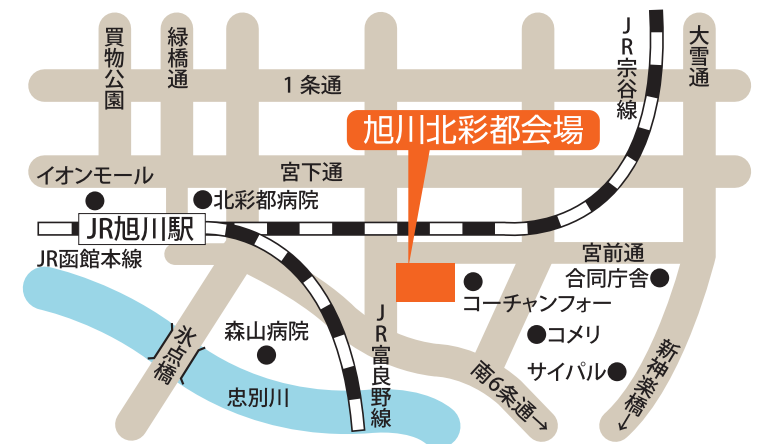 買物公園
緑橋通
1条通
JR宗谷線
大雪通
旭川北彩都会場
宮下通
イオンモール
北彩都病院
JR旭川駅
JR函館本線
宮前通
合同庁舎
コーチャンフォー
コメリ
サイパル
森山病院
氷点橋
忠別川
JR富良野線
南6条通→
新神楽橋→